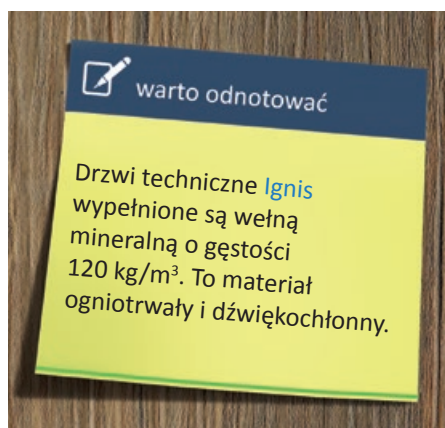 warto odnotować
Drzwi techniczne Ignis
wypełnione są wełną
mineralną o gęstości
120 kg/m³. To materiał
ogniotrwały i dźwiękochłonny.